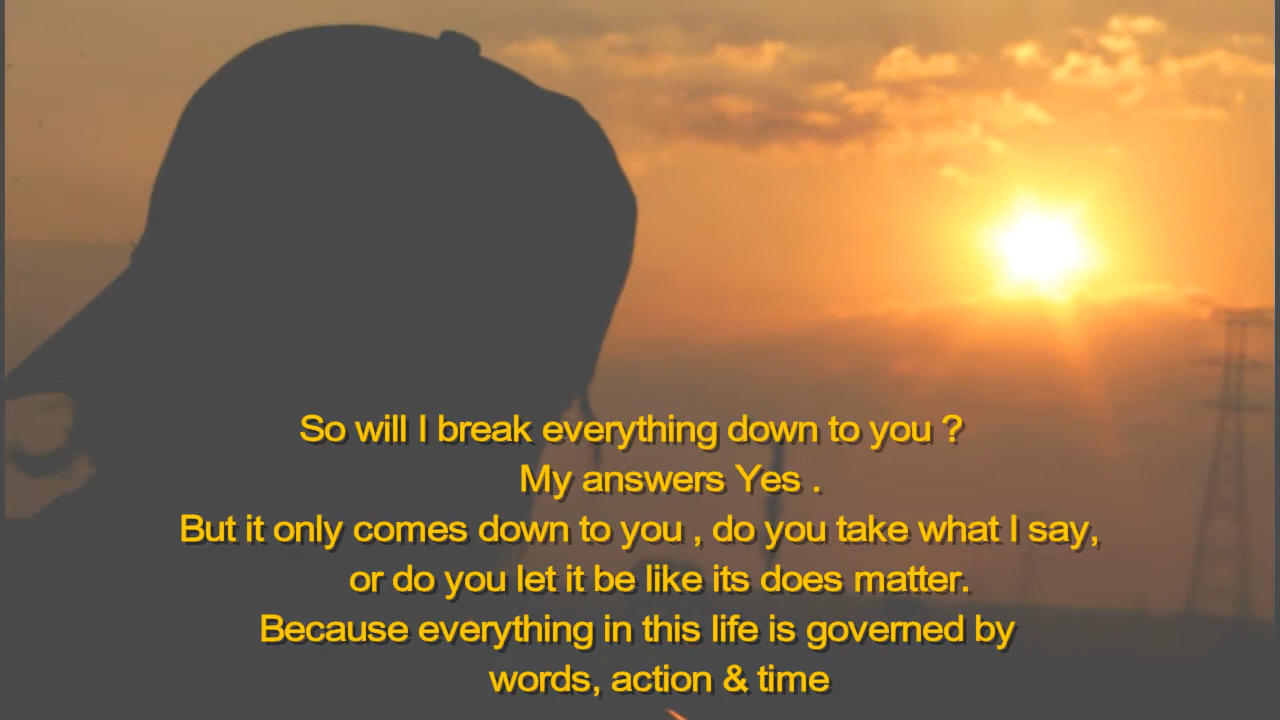 So will I break everything down to you ?
My answers Yes .
But it only comes down to you , do you take what I say,
or do you let it be like its does matter.
Because everything in this life is governed by
words, action & time